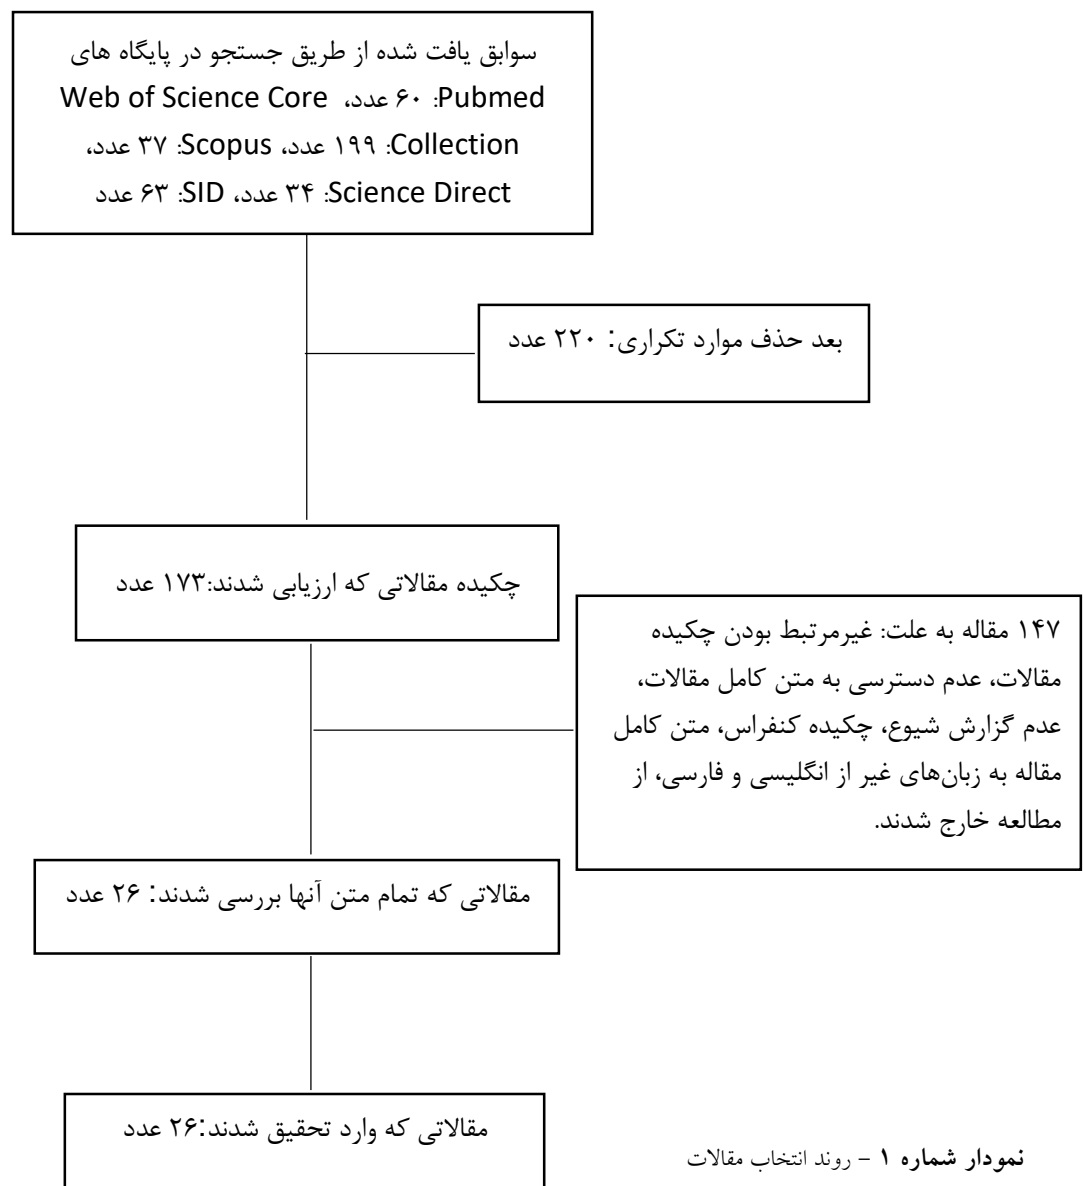 سوابق یافت شده از طریق جستجو در پایگاه های
Pubmed: ۶۰ عدد، Web of Science Core
Collection: ۱۹۹ عدد، Scopus: ۳۷ عدد،
Science Direct: ۳۴ عدد، SID: ۶۳ عدد
بعد حذف موارد تکراری: ۲۲۰ عدد
چکیده مقالاتی که ارزیابی شدند:۱۷۳ عدد
۱۴۷ مقاله به علت: غیرمرتبط بودن چکیده
مقالات، عدم دسترسی به متن کامل مقالات،
عدم گزارش شیوع، چکیده کنفراس، متن کامل
مقاله به زبان‌های غیر از انگلیسی و فارسی، از
مطالعه خارج شدند.
مقالاتی که تمام متن آنها بررسی شدند: ۲۶ عدد
مقالاتی که وارد تحقیق شدند:۲۶ عدد
نمودار شماره ۱ - روند انتخاب مقالات